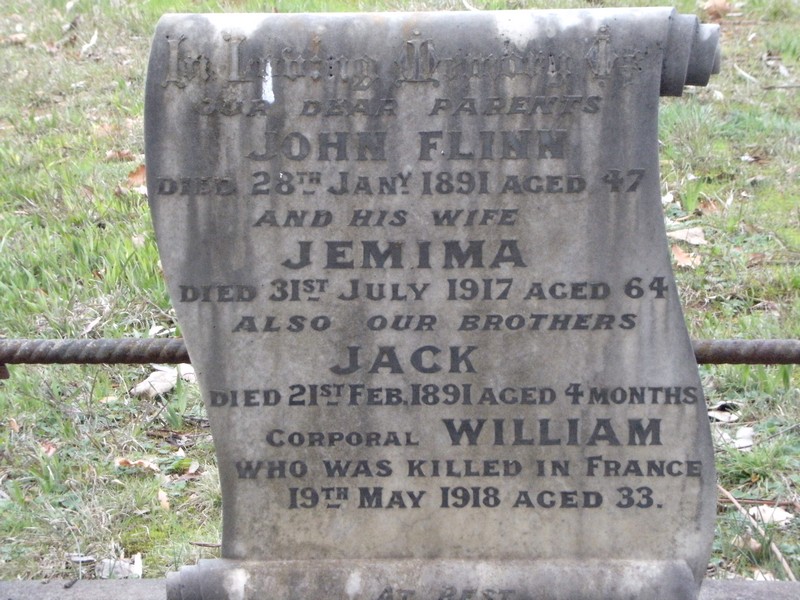 In Loving Memory Of
OUR DEAR PARENTS
JOHN FLINN
DIED 28TH JANY 1891 AGED 47
AND HIS WIFE
JEMIMA
DIED 31ST JULY 1917 AGED 64
ALSO OUR BROTHERS
JACK
DIED 21ST FEB. 1891 AGED 4 MONTHS
CORPORAL WILLIAM
WHO WAS KILLED IN FRANCE
19TH MAY 1918 AGED 33.
AT REST